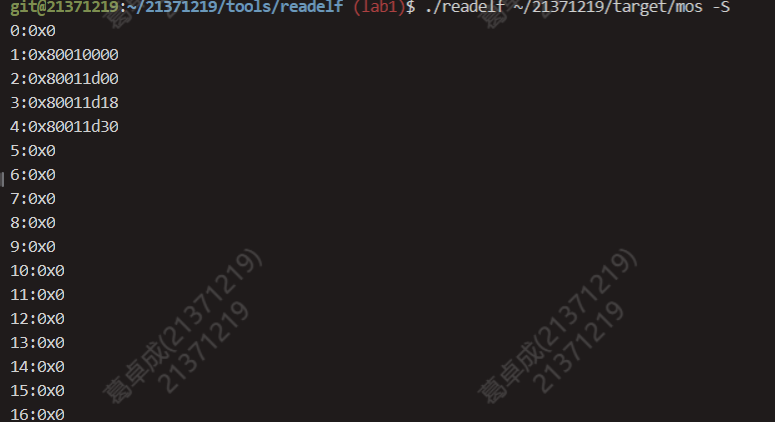 git@21371219:~/21371219/tools/readelf (lab1)$ ./readelf ~/21371219/target/mos -S
0:0x0
1:0x80010000
2:0x80011d00
3:0x80011d18
4:0x80011d30
5:0x0
6:0x0
7:0x0
8:0x0
9:0x0
10:0x0
11:0x0
12:0x0
13:0x0
14:0x0
15:0x0
16:0x0
葛卓成(21371219)
21371219
葛卓成(21371219)
21371219